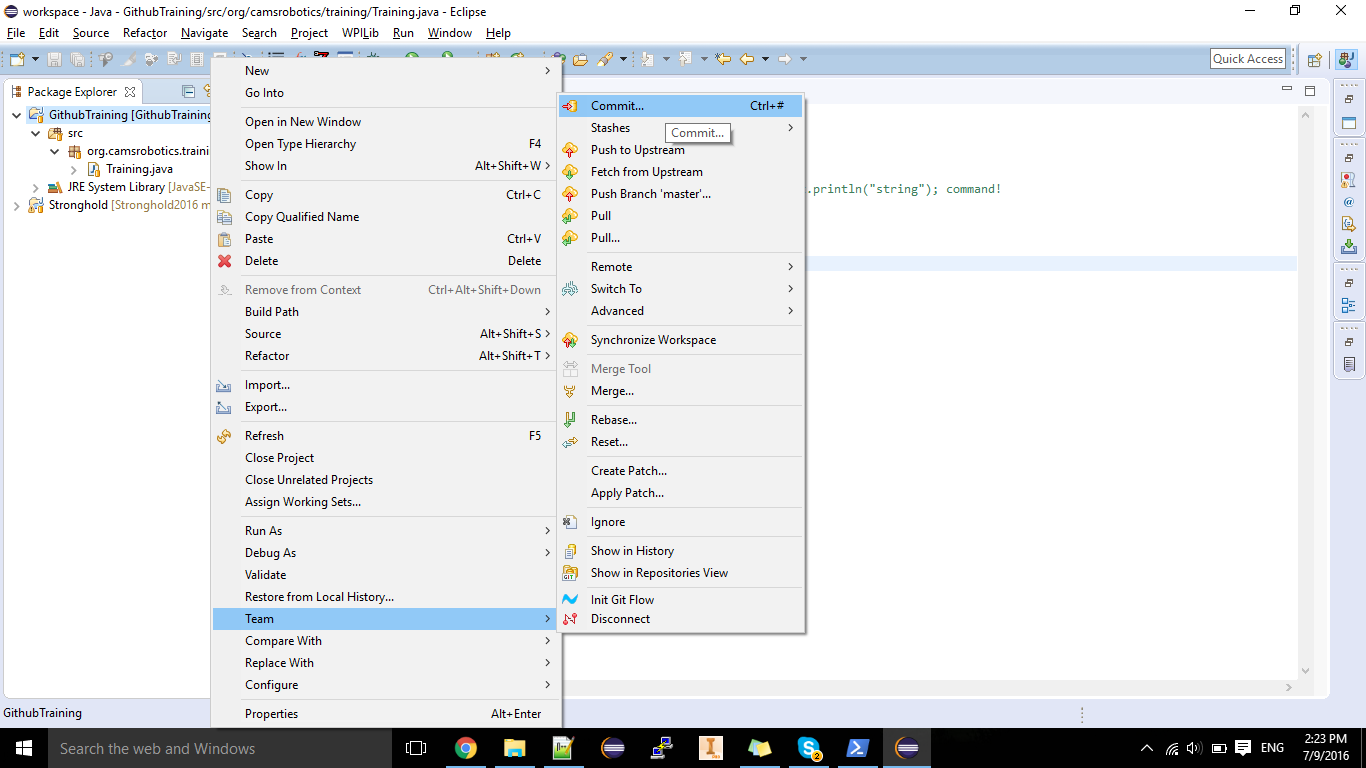 workspace - Java - GithubTraining/src/org/camsrobotics/training/Training.java - Eclipse
File Edit Source Refactor Navigate Search Project WPILib Run Window Help
Quick Access
Package Explorer
GithubTraining [GithubTraining
src
org.camsrobotics.traini
Training.java
JRE System Library [JavaSE-
Stronghold [Stronghold2016 m
New
Go Into
Open in New Window
Open Type Hierarchy F4
Show In Alt+Shift+W
Copy Ctrl+C
Copy Qualified Name
Paste Ctrl+V
Delete Delete
Remove from Context Ctrl+Alt+Shift+Down
Build Path
Source Alt+Shift+S
Refactor Alt+Shift+T
Import...
Export...
Refresh F5
Close Project
Close Unrelated Projects
Assign Working Sets...
Run As
Debug As
Validate
Restore from Local History...
Team
Compare With
Replace With
Configure
Properties Alt+Enter
Commit... Ctrl+#
Stashes
Commit...
Push to Upstream
Fetch from Upstream
Push Branch 'master'...
Pull
Pull...
Remote
Switch To
Advanced
Synchronize Workspace
Merge Tool
Merge...
Rebase...
Reset...
Create Patch...
Apply Patch...
Ignore
Show in History
Show in Repositories View
Init Git Flow
Disconnect
.println("string"); command!
GithubTraining
Search the web and Windows
2
ENG
2:23 PM
7/9/2016